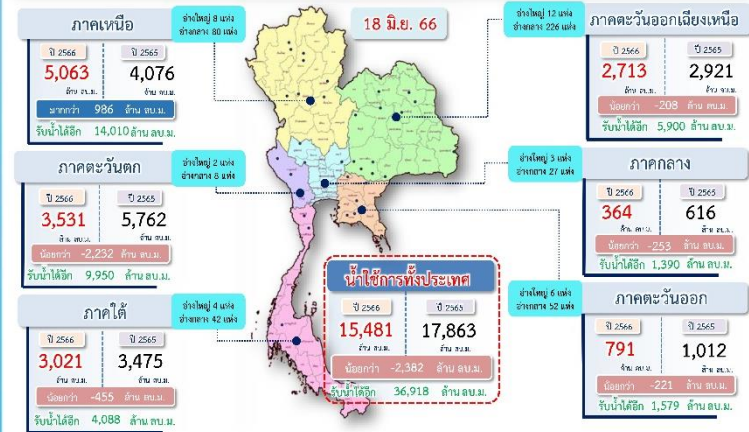 18 มิ.ย. 66
ภาคเหนือ
ปี 2566 ปี 2565
5,063 4,076
ล้าน ลบ.ม. ล้าน ลบ.ม.
มากกว่า 986 ล้าน ลบ.ม.
รับน้ำได้อีก 14,010 ล้าน ลบ.ม.
อ่างใหญ่ 8 แห่ง
อ่างกลาง 80 แห่ง
อ่างใหญ่ 12 แห่ง
อ่างกลาง 226 แห่ง
ภาคตะวันออกเฉียงเหนือ
ปี 2566 ปี 2565
2,713 2,921
ล้าน ลบ.ม. ล้าน ลบ.ม.
น้อยกว่า -208 ล้าน ลบ.ม.
รับน้ำได้อีก 5,900 ล้าน ลบ.ม.
ภาคตะวันตก
ปี 2566 ปี 2565
3,531 5,762
ล้าน ลบ.ม. ล้าน ลบ.ม.
น้อยกว่า -2,232 ล้าน ลบ.ม.
รับน้ำได้อีก 9,950 ล้าน ลบ.ม.
อ่างใหญ่ 2 แห่ง
อ่างกลาง 8 แห่ง
อ่างใหญ่ 3 แห่ง
อ่างกลาง 27 แห่ง
ภาคกลาง
ปี 2566 ปี 2565
364 616
ล้าน ลบ.ม. ล้าน ลบ.ม.
น้อยกว่า -253 ล้าน ลบ.ม.
รับน้ำได้อีก 1,390 ล้าน ลบ.ม.
ภาคใต้
ปี 2566 ปี 2565
3,021 3,475
ล้าน ลบ.ม. ล้าน ลบ.ม.
น้อยกว่า -455 ล้าน ลบ.ม.
รับน้ำได้อีก 4,088 ล้าน ลบ.ม.
อ่างใหญ่ 4 แห่ง
อ่างกลาง 42 แห่ง
น้ำใช้การทั้งประเทศ
ปี 2566 ปี 2565
15,481 17,863
ล้าน ลบ.ม. ล้าน ลบ.ม.
น้อยกว่า -2,382 ล้าน ลบ.ม.
รับน้ำได้อีก 36,918 ล้าน ลบ.ม.
อ่างใหญ่ 6 แห่ง
อ่างกลาง 52 แห่ง
ภาคตะวันออก
ปี 2566 ปี 2565
791 1,012
ล้าน ลบ.ม. ล้าน ลบ.ม.
น้อยกว่า -221 ล้าน ลบ.ม.
รับน้ำได้อีก 1,579 ล้าน ลบ.ม.